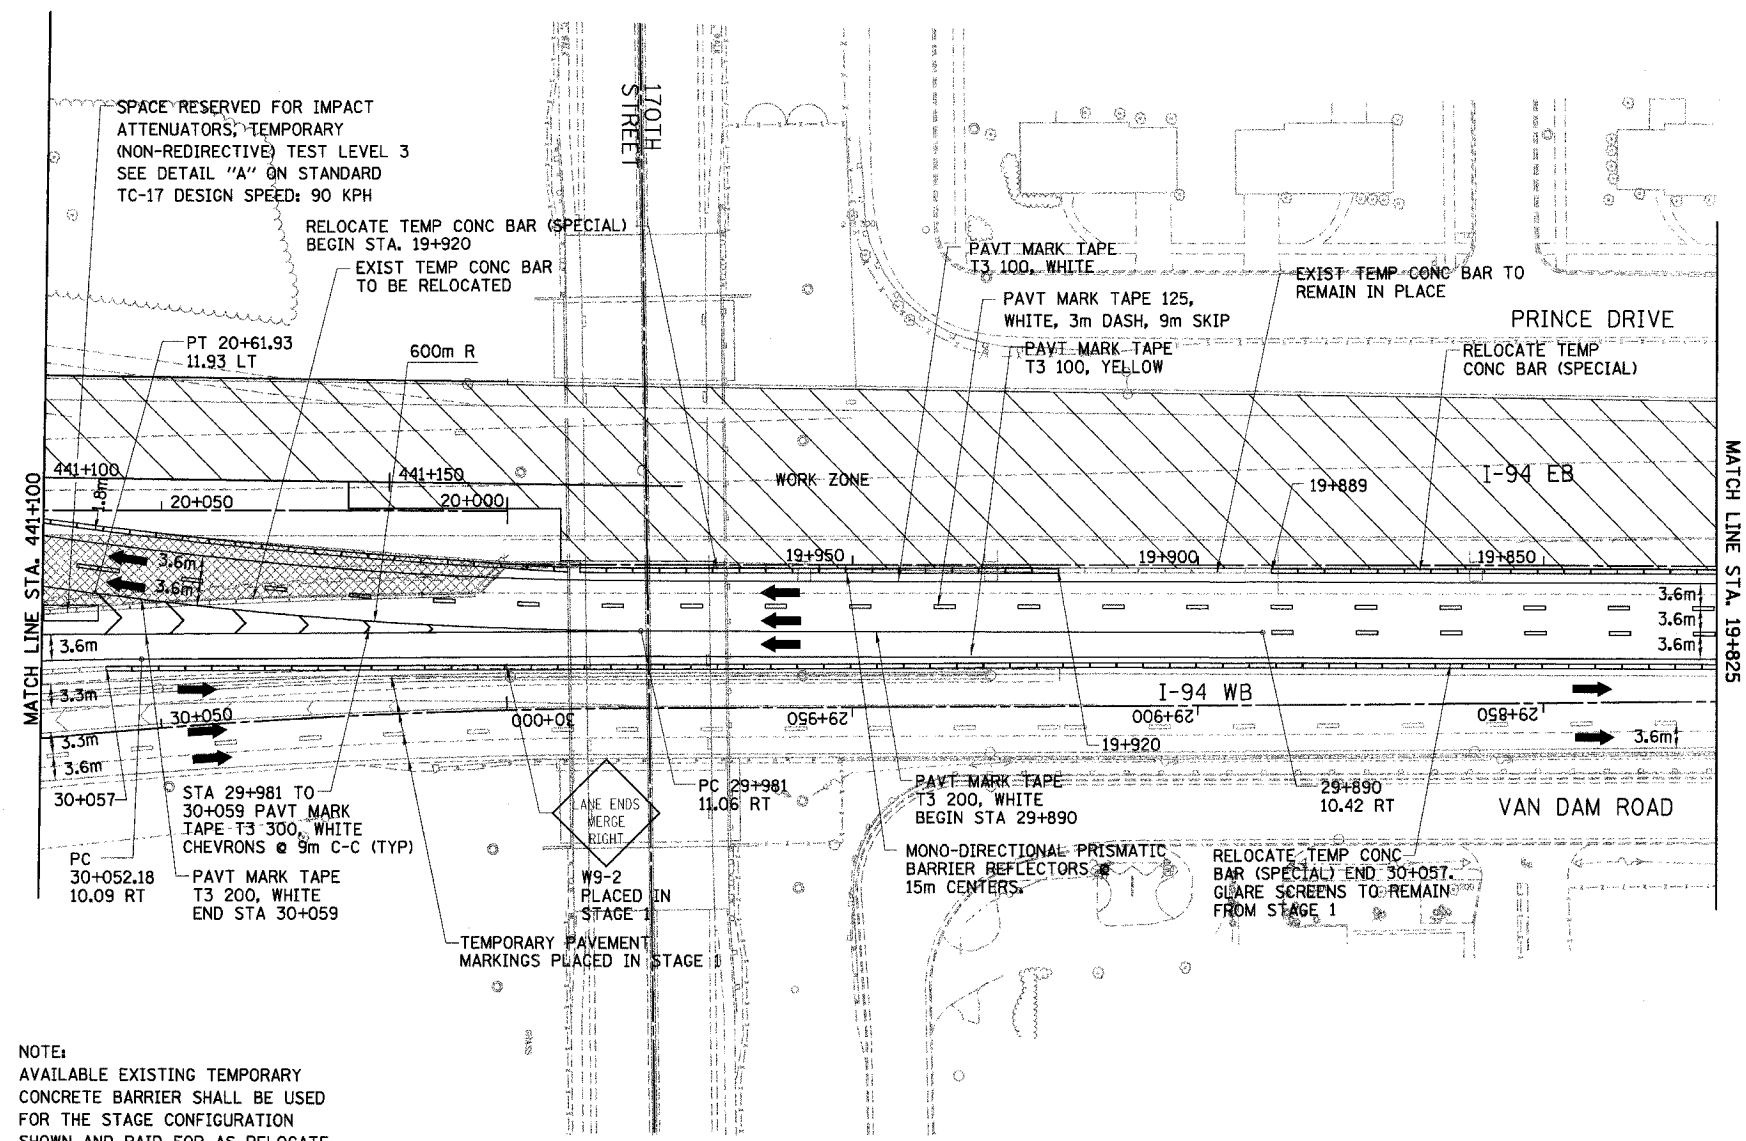 170TH
STREET
SPACE RESERVED FOR IMPACT
ATTENUATORS, TEMPORARY
(NON-REDIRECTIVE) TEST LEVEL 3
SEE DETAIL "A" ON STANDARD
TC-17 DESIGN SPEED: 90 KPH
RELOCATE TEMP CONC BAR (SPECIAL)
BEGIN STA. 19+920
EXIST TEMP CONC BAR
TO BE RELOCATED
PT 20+61.93
11.93 LT
600m R
PAVT MARK TAPE
T3 100, WHITE
PAVT MARK TAPE 125,
WHITE, 3m DASH, 9m SKIP
PAVT MARK TAPE
T3 100, YELLOW
EXIST TEMP CONC BAR TO
REMAIN IN PLACE
PRINCE DRIVE
RELOCATE TEMP
CONC BAR (SPECIAL)
441+100
441+150
1.8m
20+050
20+000
WORK ZONE
19+889
I-94 EB
19+950
19+900
19+850
3.6m
3.6m
3.6m
3.6m
3.6m
3.6m
MATCH LINE STA. 441+100
MATCH LINE STA. 19+825
3.3m
30+050
30+000
29+950
29+900
29+850
I-94 WB
3.3m
3.6m
3.6m
19+920
30+057
STA 29+981 TO
30+059 PAVT MARK
TAPE T3 300, WHITE
CHEVRONS @ 9m C-C (TYP)
PC
30+052.18
10.09 RT
PAVT MARK TAPE
T3 200, WHITE
END STA 30+059
LANE ENDS
MERGE
RIGHT
W9-2
PLACED IN
STAGE 1
PC 29+981
11.06 RT
PAVT MARK TAPE
T3 200, WHITE
BEGIN STA 29+890
MONO-DIRECTIONAL PRISMATIC
BARRIER REFLECTORS @
15m CENTERS.
29+890
10.42 RT
VAN DAM ROAD
RELOCATE TEMP CONC
BAR (SPECIAL) END 30+057.
GLARE SCREENS TO REMAIN
FROM STAGE 1
TEMPORARY PAVEMENT
MARKINGS PLACED IN STAGE 1
GRASS
NOTE:
AVAILABLE EXISTING TEMPORARY
CONCRETE BARRIER SHALL BE USED
FOR THE STAGE CONFIGURATION
SHOWN AND PAID FOR AS RELOCATE